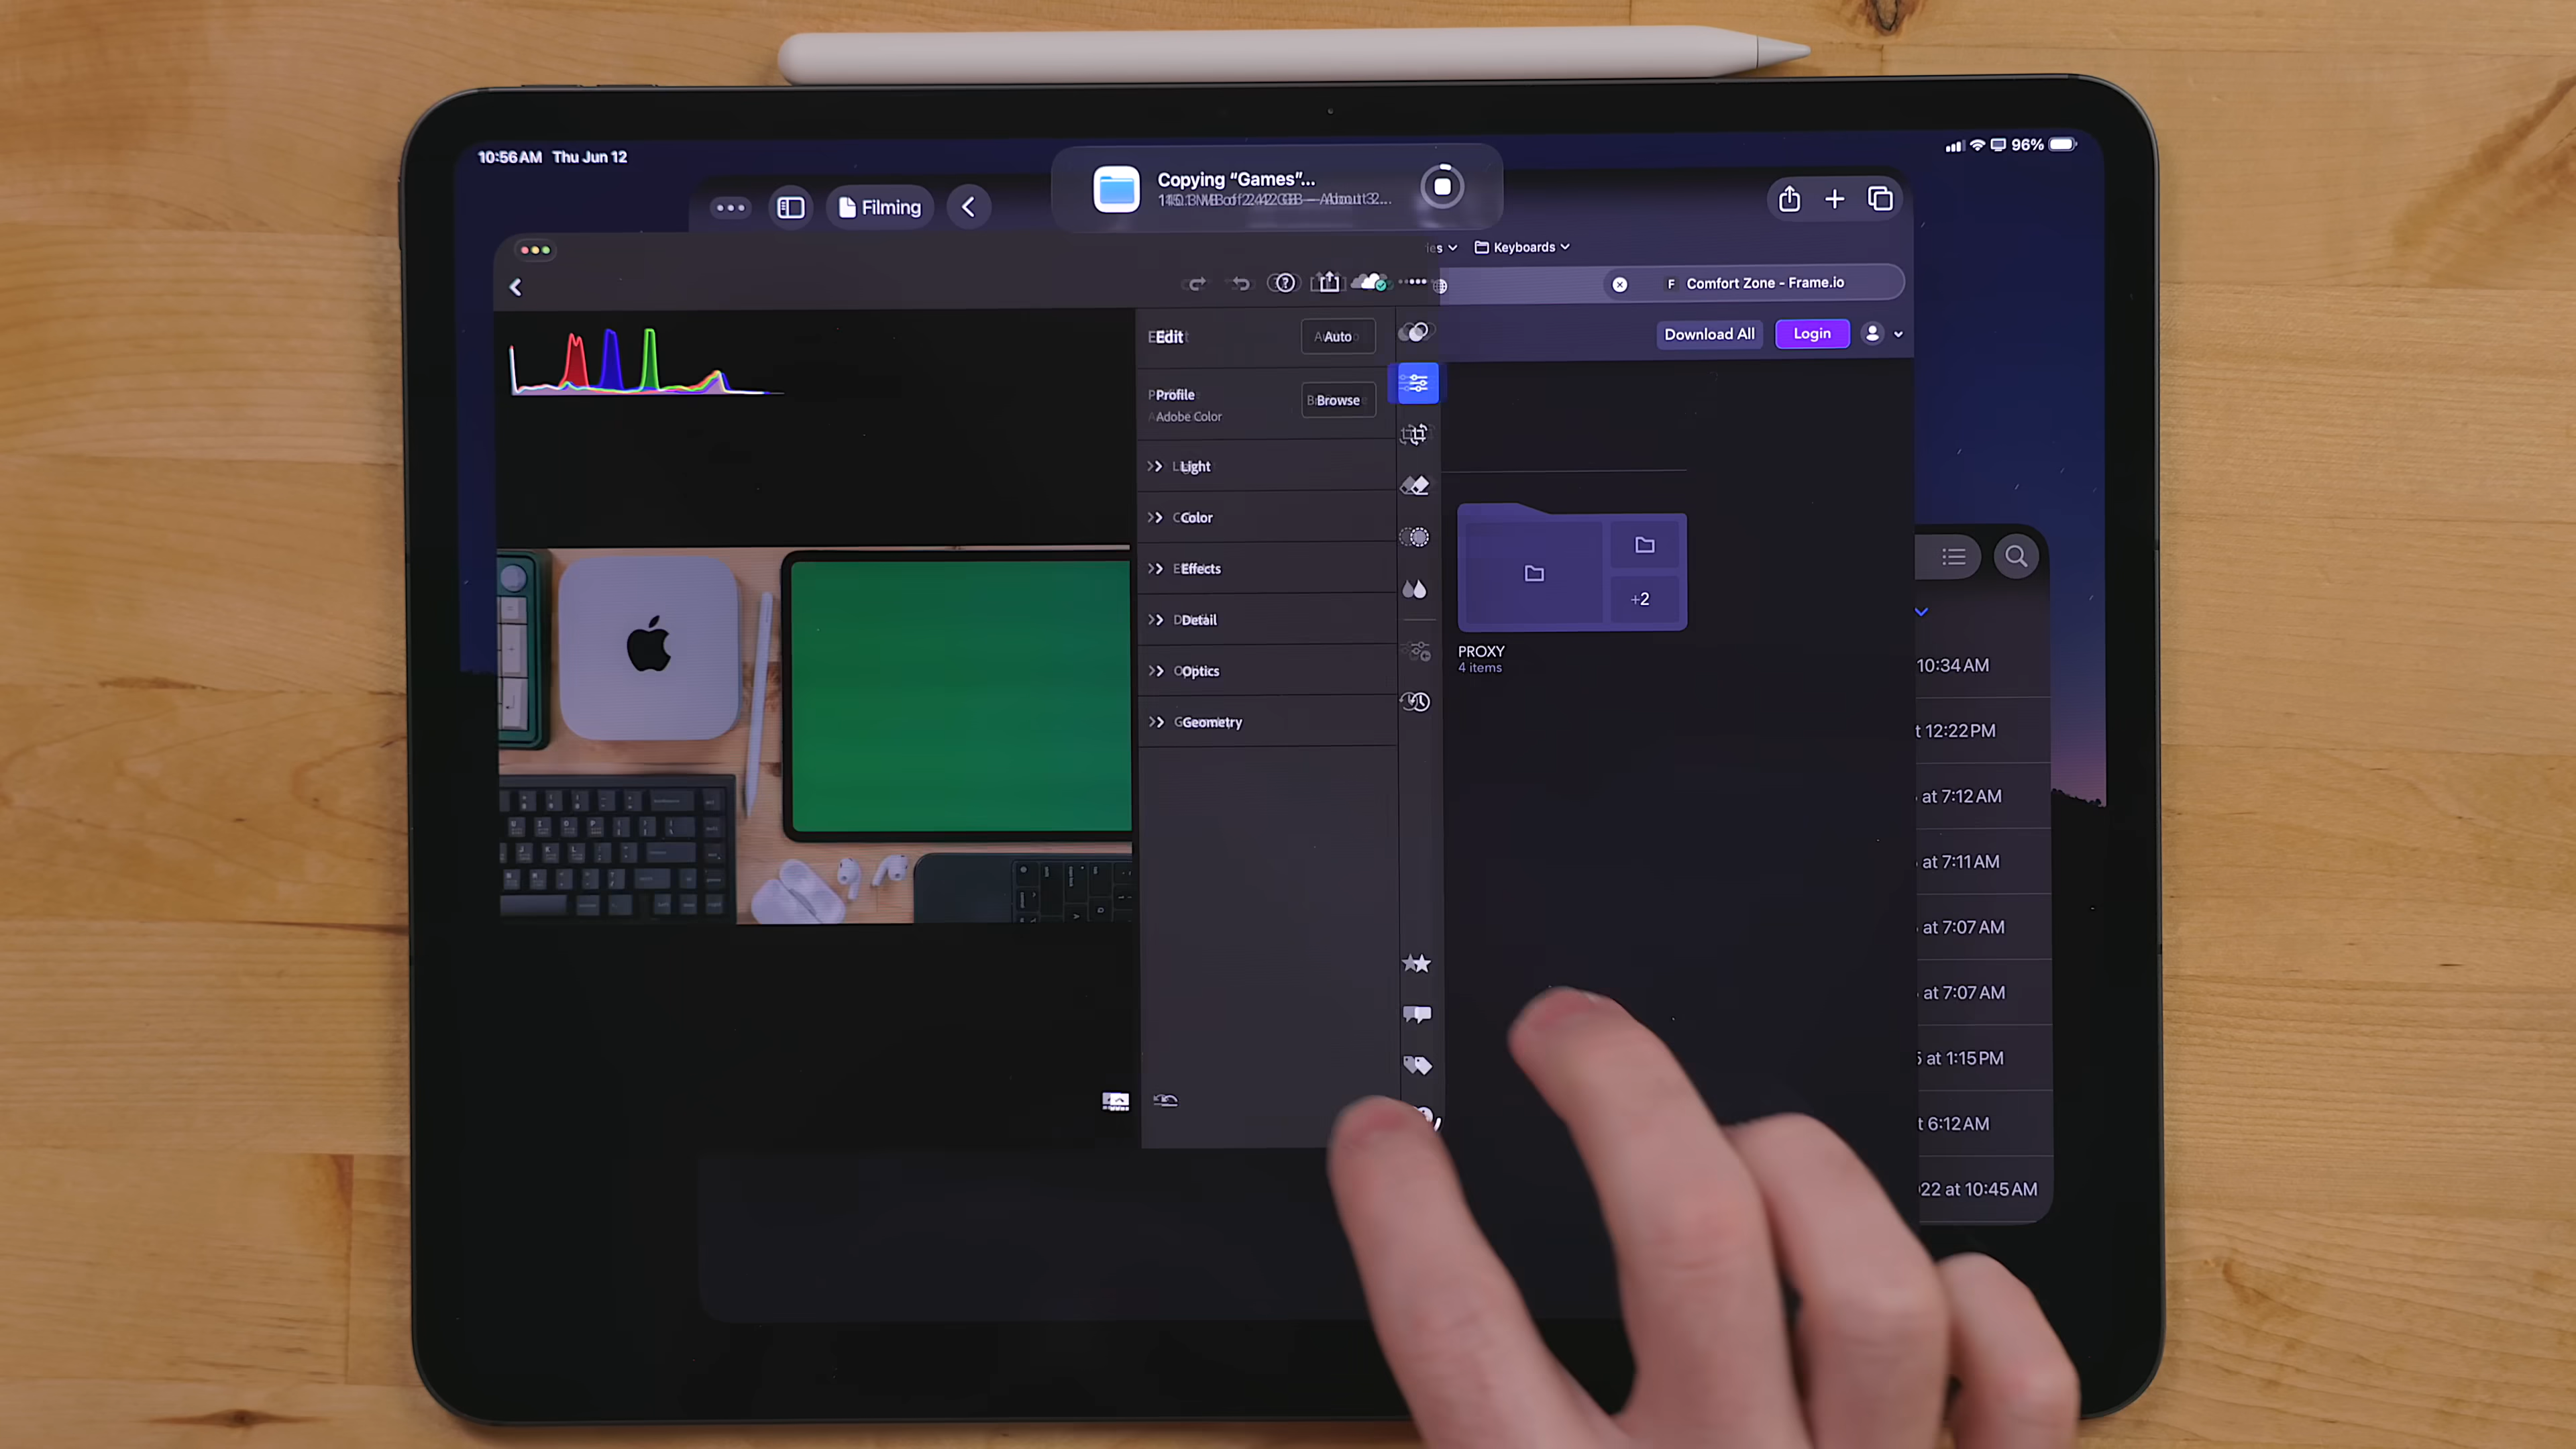 10:56 AM Thu Jun 12
96%
Copying “Games”...
Filming
Keyboards
F Comfort Zone - Frame.io
Download All
Login
Edit
Auto
Profile
Adobe Color
Browse
Light
Color
Effects
Detail
Optics
Geometry
+2
PROXY
4 items
10:34 AM
12:22 PM
at 7:12 AM
at 7:11 AM
at 7:07 AM
at 7:07 AM
at 1:15 PM
6:12 AM
22 at 10:45 AM